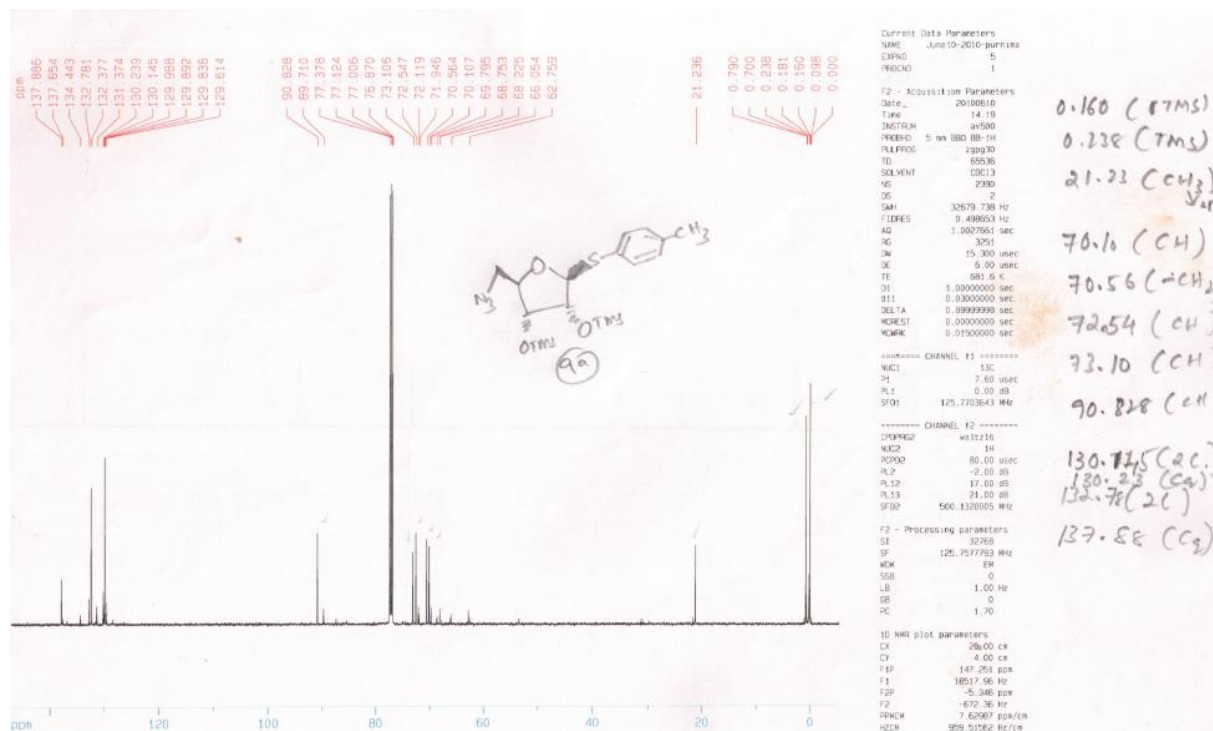 ppm
137.886
137.654
134.443
132.781
132.377
131.374
130.239
130.145
129.988
129.892
129.836
129.614
90.828
89.710
77.378
77.124
77.006
76.870
73.106
72.547
72.119
71.946
70.564
70.107
69.795
68.753
68.225
66.054
62.759
21.236
0.790
0.700
0.238
0.181
0.160
0.098
0.000
N3
O
S
CH3
OTMS
OTMS
9a
ppm 120 100 80 60 40 20 0
Current Data Parameters
NAME June10-2010-purnima
EXPNO 5
PROCNO 1
F2 - Acquisition Parameters
Date_ 20100610
Time 14.19
INSTRUM av500
PROBHD 5 mm BBO BB-1H
PULPROG zgpg30
TD 65536
SOLVENT CDCl3
NS 2390
DS 2
SWH 32679.738 Hz
FIDRES 0.498653 Hz
AQ 1.0027661 sec
RG 3251
DW 15.300 usec
DE 6.00 usec
TE 681.6 K
D1 1.00000000 sec
d11 0.03000000 sec
DELTA 0.89999998 sec
MCREST 0.00000000 sec
MCWRK 0.01500000 sec
======== CHANNEL f1 ========
NUC1 13C
P1 7.60 usec
PL1 0.00 dB
SFO1 125.7703643 MHz
======== CHANNEL f2 ========
CPDPRG2 waltz16
NUC2 1H
PCPD2 80.00 usec
PL2 -2.00 dB
PL12 17.00 dB
PL13 21.00 dB
SFO2 500.1320005 MHz
F2 - Processing parameters
SI 32768
SF 125.7577793 MHz
WDW EM
SSB 0
LB 1.00 Hz
GB 0
PC 1.70
1D NMR plot parameters
CX 20.00 cm
CY 4.00 cm
F1P 147.251 ppm
F1 18517.96 Hz
F2P -5.346 ppm
F2 -672.36 Hz
PPMCM 7.62987 ppm/cm
HZCM 959.51562 Hz/cm
0.160 (TMS)
0.238 (TMS)
21.23 (CH3)
70.10 (CH)
70.56 (-CH2
72.54 (CH)
73.10 (CH
90.828 (CH
130.145 (2C
130.23 (Cq)
132.78 (2C)
137.88 (Cq)